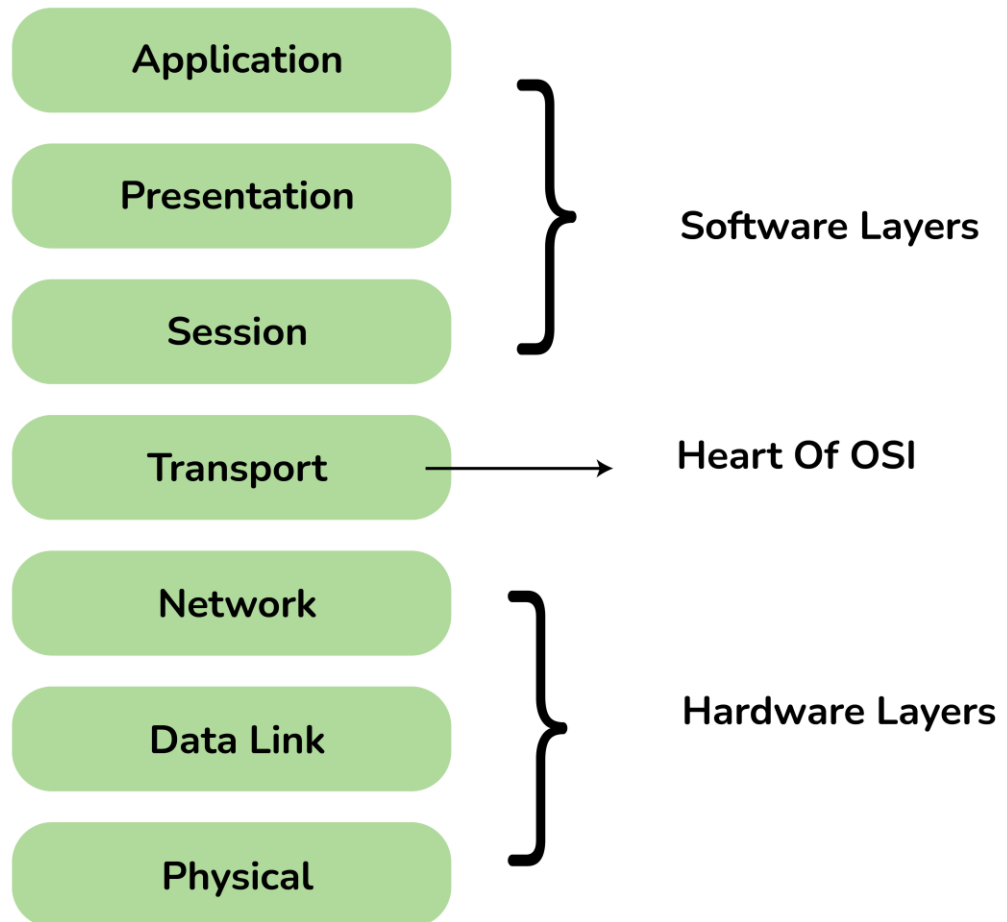 Application
Presentation
Software Layers
Session
Transport
Heart Of OSI
Network
Data Link
Hardware Layers
Physical